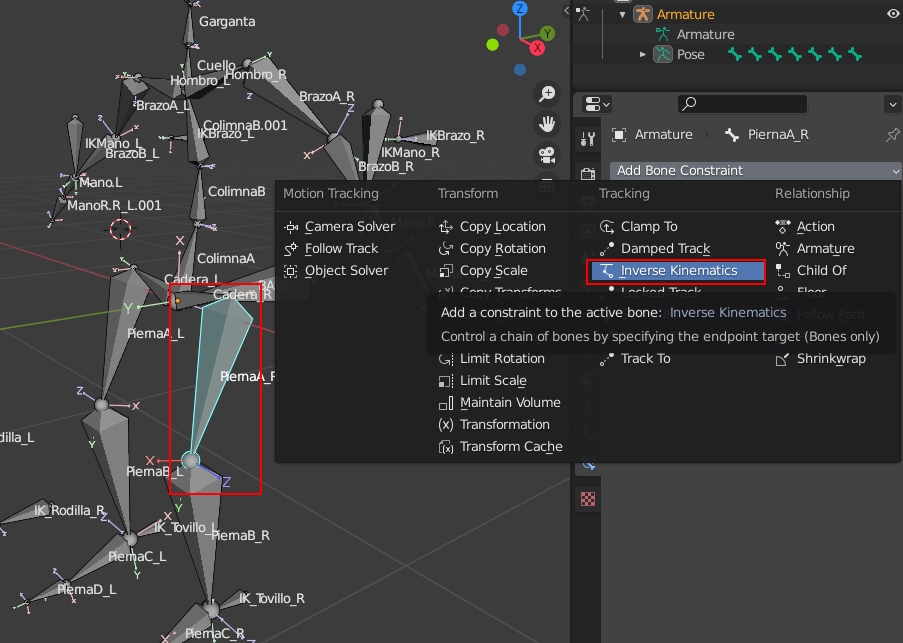 Garganta
Cuello
Hombro_L
Hombro_R
BrazoA_L
BrazoA_R
ColimnaB.001
IKBrazo_L
IKMano_L
BrazoB_L
IKBrazo_R
IKMano_R
BrazoB_R
Mano.L
ManoR.R_L.001
ColimnaB
ColimnaA
Cadera_L
Cadera_R
PiernaA_L
PiernaA_R
PiernaB_L
PiernaB_R
IK_Rodilla_R
IK_Tovillo_L
PiernaC_L
PiernaD_L
IK_Tovillo_R
PiernaC_R
Z
Y
X
Armature
Armature
Pose
Armature
PiernaA_R
Add Bone Constraint
Motion Tracking
Camera Solver
Follow Track
Object Solver
Transform
Copy Location
Copy Rotation
Copy Scale
Copy Transforms
Limit Rotation
Limit Scale
Maintain Volume
Transformation
Transform Cache
Tracking
Clamp To
Damped Track
Inverse Kinematics
Locked Track
Track To
Relationship
Action
Armature
Child Of
Floor
Follow Path
Shrinkwrap
Add a constraint to the active bone: Inverse Kinematics
Control a chain of bones by specifying the endpoint target (Bones only)